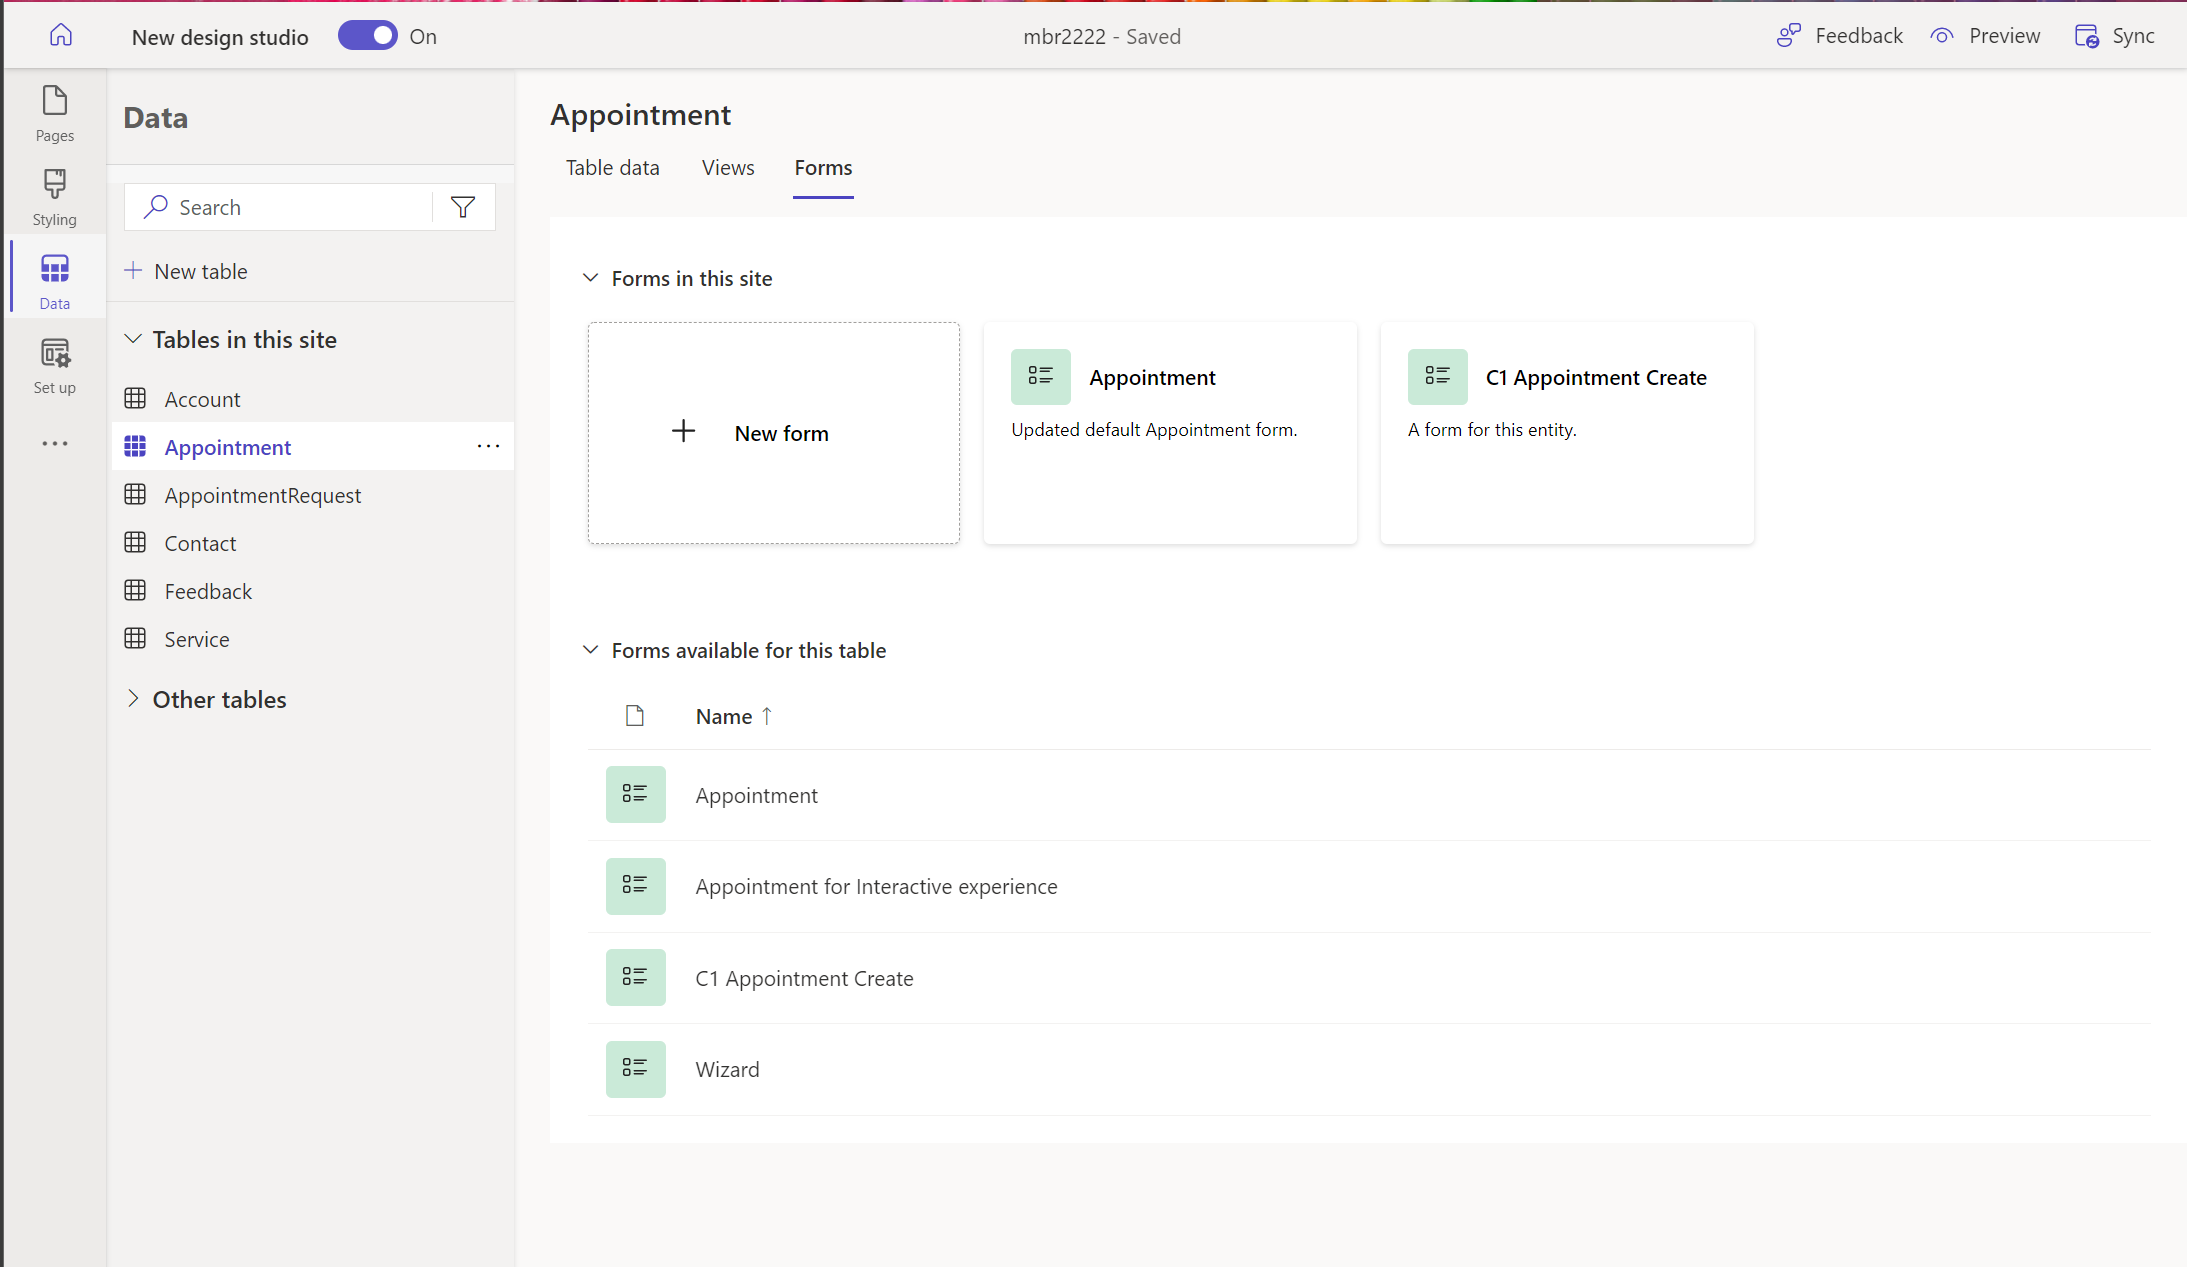 New design studio On mbr2222 - Saved Feedback Preview Sync
Pages
Styling
Data
Set up
Data
Search
New table
Tables in this site
Account
Appointment
AppointmentRequest
Contact
Feedback
Service
Other tables
Appointment
Table data Views Forms
Forms in this site
New form
Appointment
Updated default Appointment form.
C1 Appointment Create
A form for this entity.
Forms available for this table
Name ↑
Appointment
Appointment for Interactive experience
C1 Appointment Create
Wizard